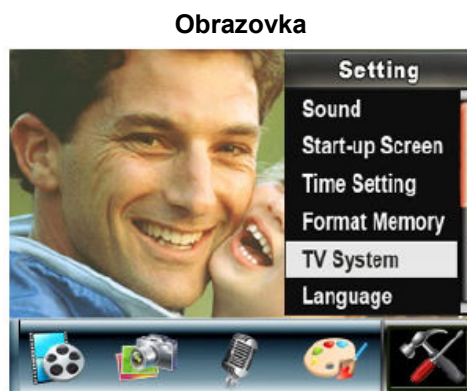 Obrazovka
Setting
Sound
Start-up Screen
Time Setting
Format Memory
TV System
Language